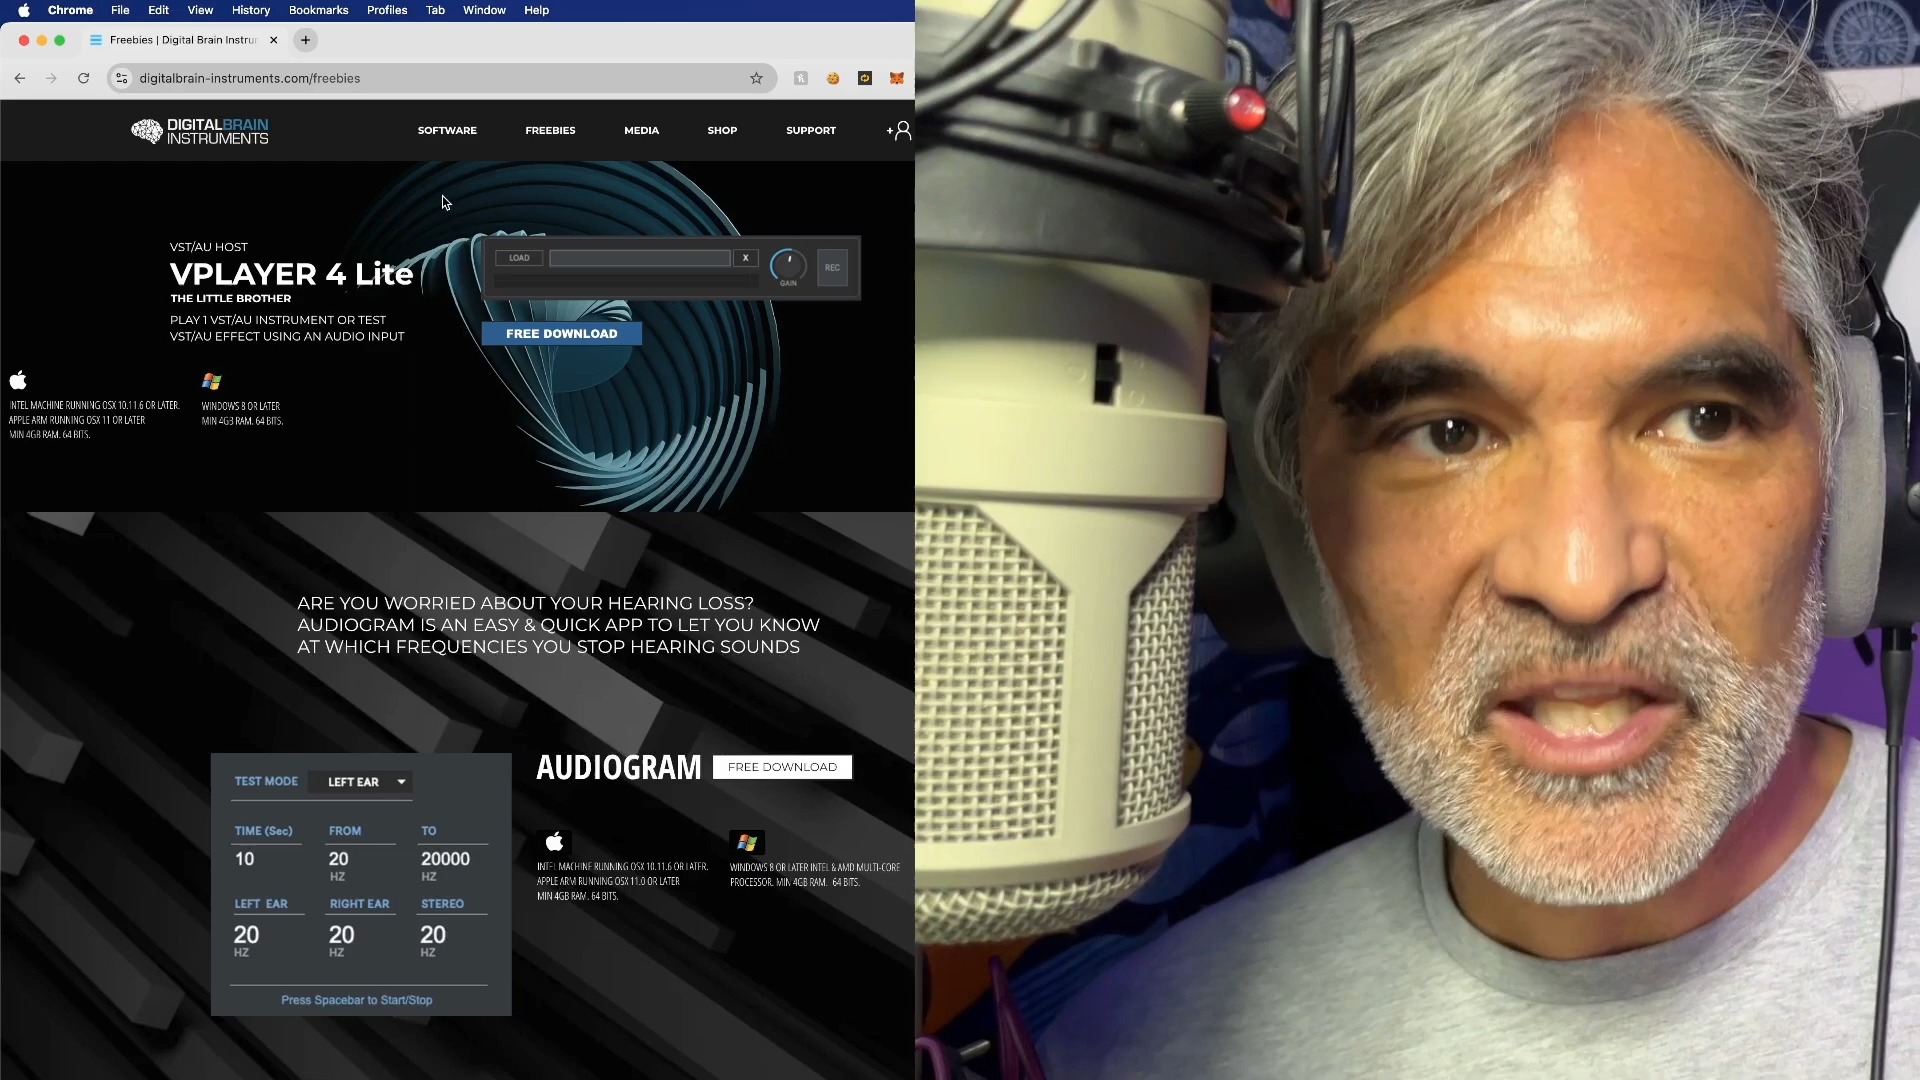 Chrome File Edit View History Bookmarks Profiles Tab Window Help
Freebies | Digital Brain Instrur
digitalbrain-instruments.com/freebies
DIGITALBRAIN
INSTRUMENTS
SOFTWARE FREEBIES MEDIA SHOP SUPPORT
VST/AU HOST
VPLAYER 4 Lite
THE LITTLE BROTHER
PLAY 1 VST/AU INSTRUMENT OR TEST
VST/AU EFFECT USING AN AUDIO INPUT
LOAD X GAIN REC
FREE DOWNLOAD
INTEL MACHINE RUNNING OSX 10.11.6 OR LATER.
APPLE ARM RUNNING OSX 11 OR LATER
MIN 4GB RAM. 64 BITS.
WINDOWS 8 OR LATER
MIN 4GB RAM. 64 BITS.
ARE YOU WORRIED ABOUT YOUR HEARING LOSS?
AUDIOGRAM IS AN EASY & QUICK APP TO LET YOU KNOW
AT WHICH FREQUENCIES YOU STOP HEARING SOUNDS
TEST MODE LEFT EAR
TIME (Sec) FROM TO
10 20 20000
HZ HZ
LEFT EAR RIGHT EAR STEREO
20 20 20
HZ HZ HZ
Press Spacebar to Start/Stop
AUDIOGRAM FREE DOWNLOAD
INTEL MACHINE RUNNING OSX 10.11.6 OR LATER.
APPLE ARM RUNNING OSX 11.0 OR LATER
MIN 4GB RAM. 64 BITS.
WINDOWS 8 OR LATER INTEL & AMD MULTI-CORE
PROCESSOR. MIN 4GB RAM. 64 BITS.